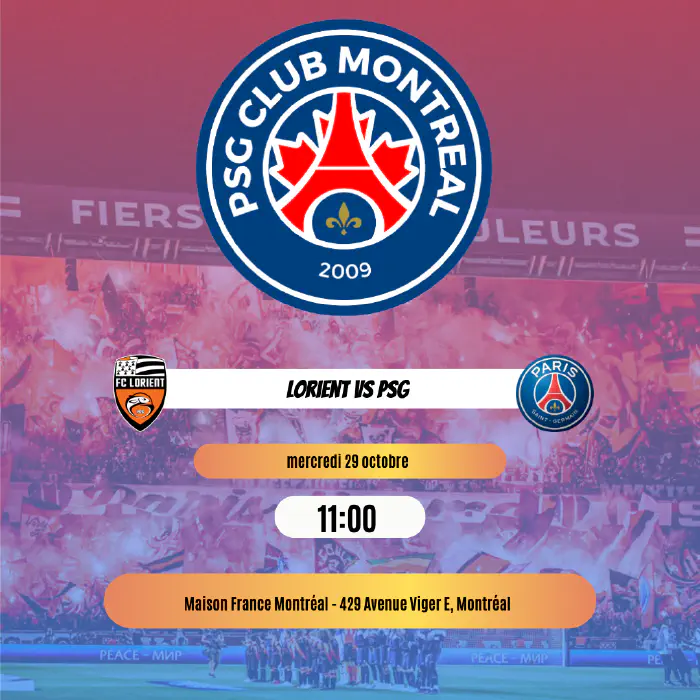 PSG CLUB MONTREAL
2009
FIERS
ULEURS
FC LORIENT
PARIS
SAINT-GERMAIN
LORIENT VS PSG
mercredi 29 octobre
11:00
Maison France Montréal - 429 Avenue Viger E, Montréal
PEACE - МИР
PEACE - МИР